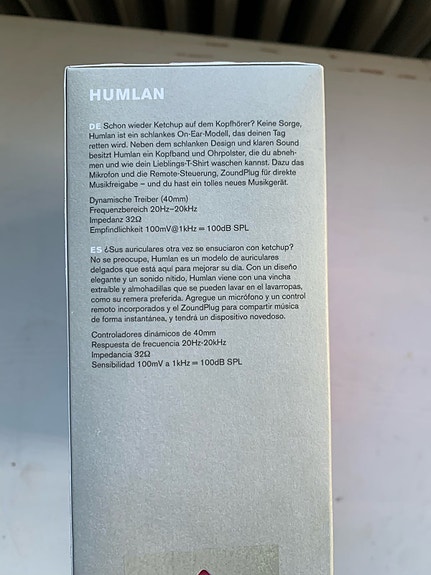 HUMLAN
DE Schon wieder Ketchup auf dem Kopfhörer? Keine Sorge,
Humlan ist ein schlankes On-Ear-Modell, das deinen Tag
retten wird. Neben dem schlanken Design und klaren Sound
besitzt Humlan ein Kopfband und Ohrpolster, die du abneh-
men und wie dein Lieblings-T-Shirt waschen kannst. Dazu das
Mikrofon und die Remote-Steuerung, ZoundPlug für direkte
Musikfreigabe – und du hast ein tolles neues Musikgerät.
Dynamische Treiber (40mm)
Frequenzbereich 20Hz–20kHz
Impedanz 32Ω
Empfindlichkeit 100mV@1kHz = 100dB SPL
ES ¿Sus auriculares otra vez se ensuciaron con ketchup?
No se preocupe, Humlan es un modelo de auriculares
delgados que está aquí para mejorar su día. Con un diseño
elegante y un sonido nítido, Humlan viene con una vincha
extraíble y almohadillas que se pueden lavar en el lavarropas,
como su remera preferida. Agregue un micrófono y un control
remoto incorporados y el ZoundPlug para compartir música
de forma instantánea, y tendrá un dispositivo novedoso.
Controladores dinámicos de 40mm
Respuesta de frecuencia 20Hz-20kHz
Impedancia 32Ω
Sensibilidad 100mV a 1kHz = 100dB SPL